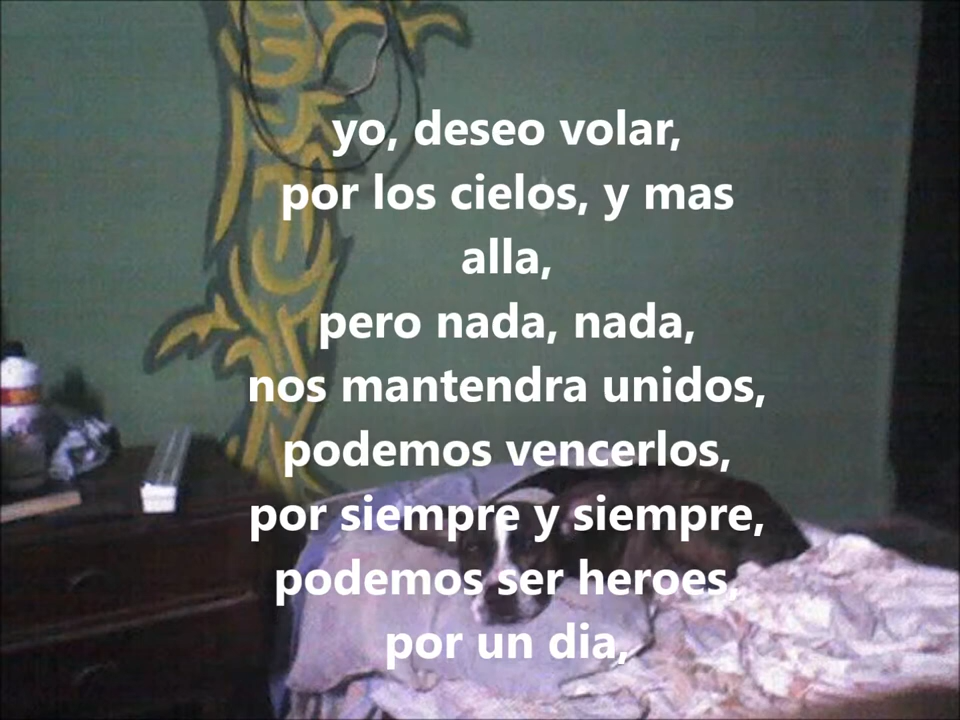 yo, deseo volar,
por los cielos, y mas
alla,
pero nada, nada,
nos mantendra unidos,
podemos vencerlos,
por siempre y siempre,
podemos ser heroes,
por un dia,